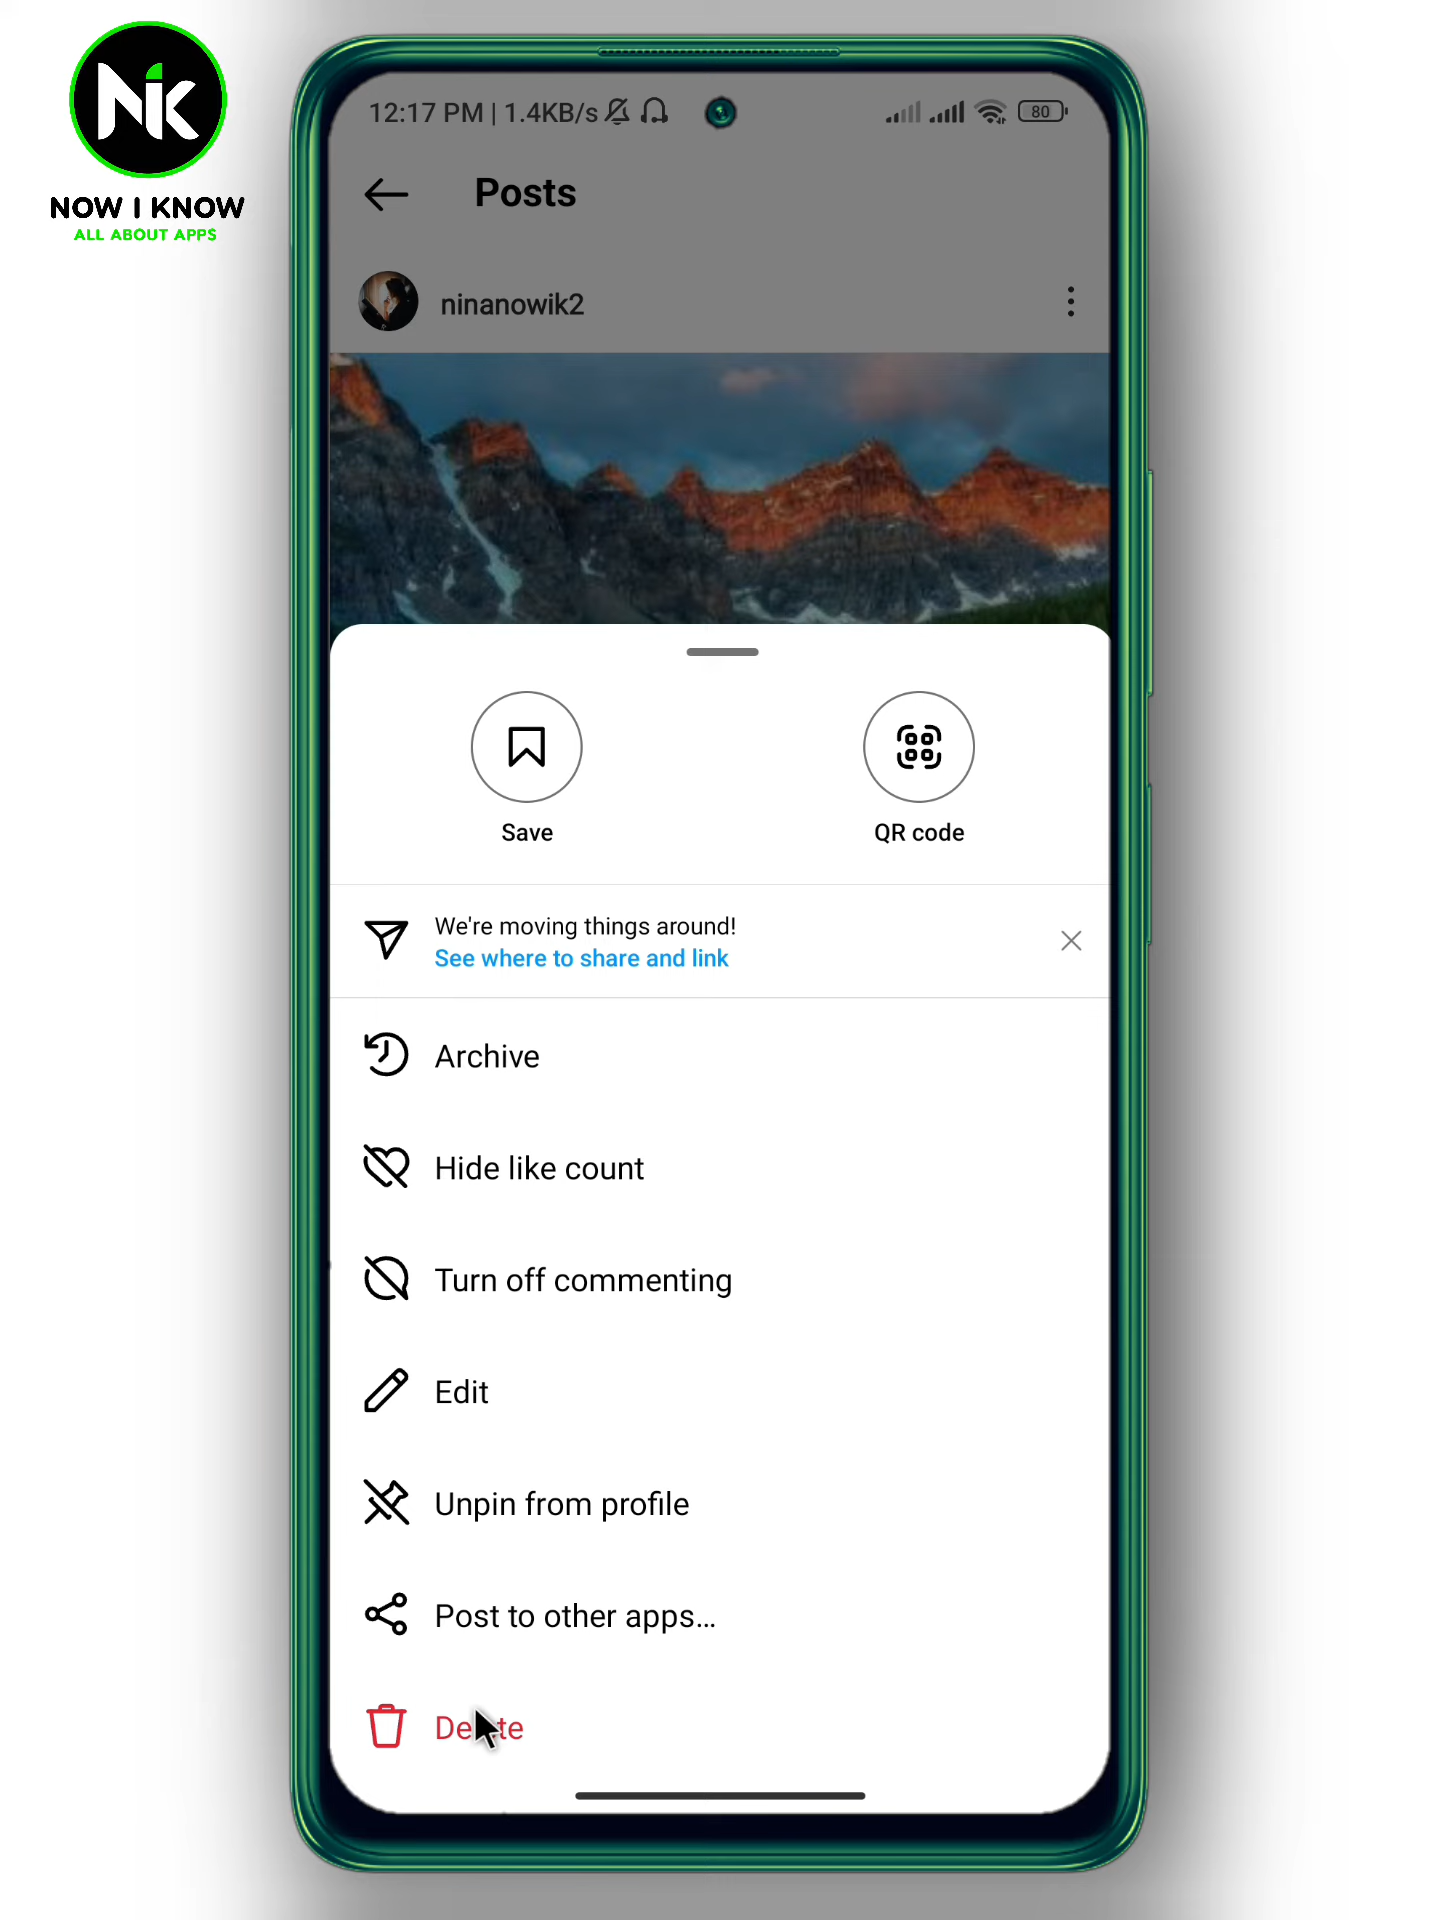 NiK
NOW I KNOW
ALL ABOUT APPS
12:17 PM | 1.4KB/s
80
Posts
ninanowik2
Save
QR code
We're moving things around!
See where to share and link
Archive
Hide like count
Turn off commenting
Edit
Unpin from profile
Post to other apps...
Delete